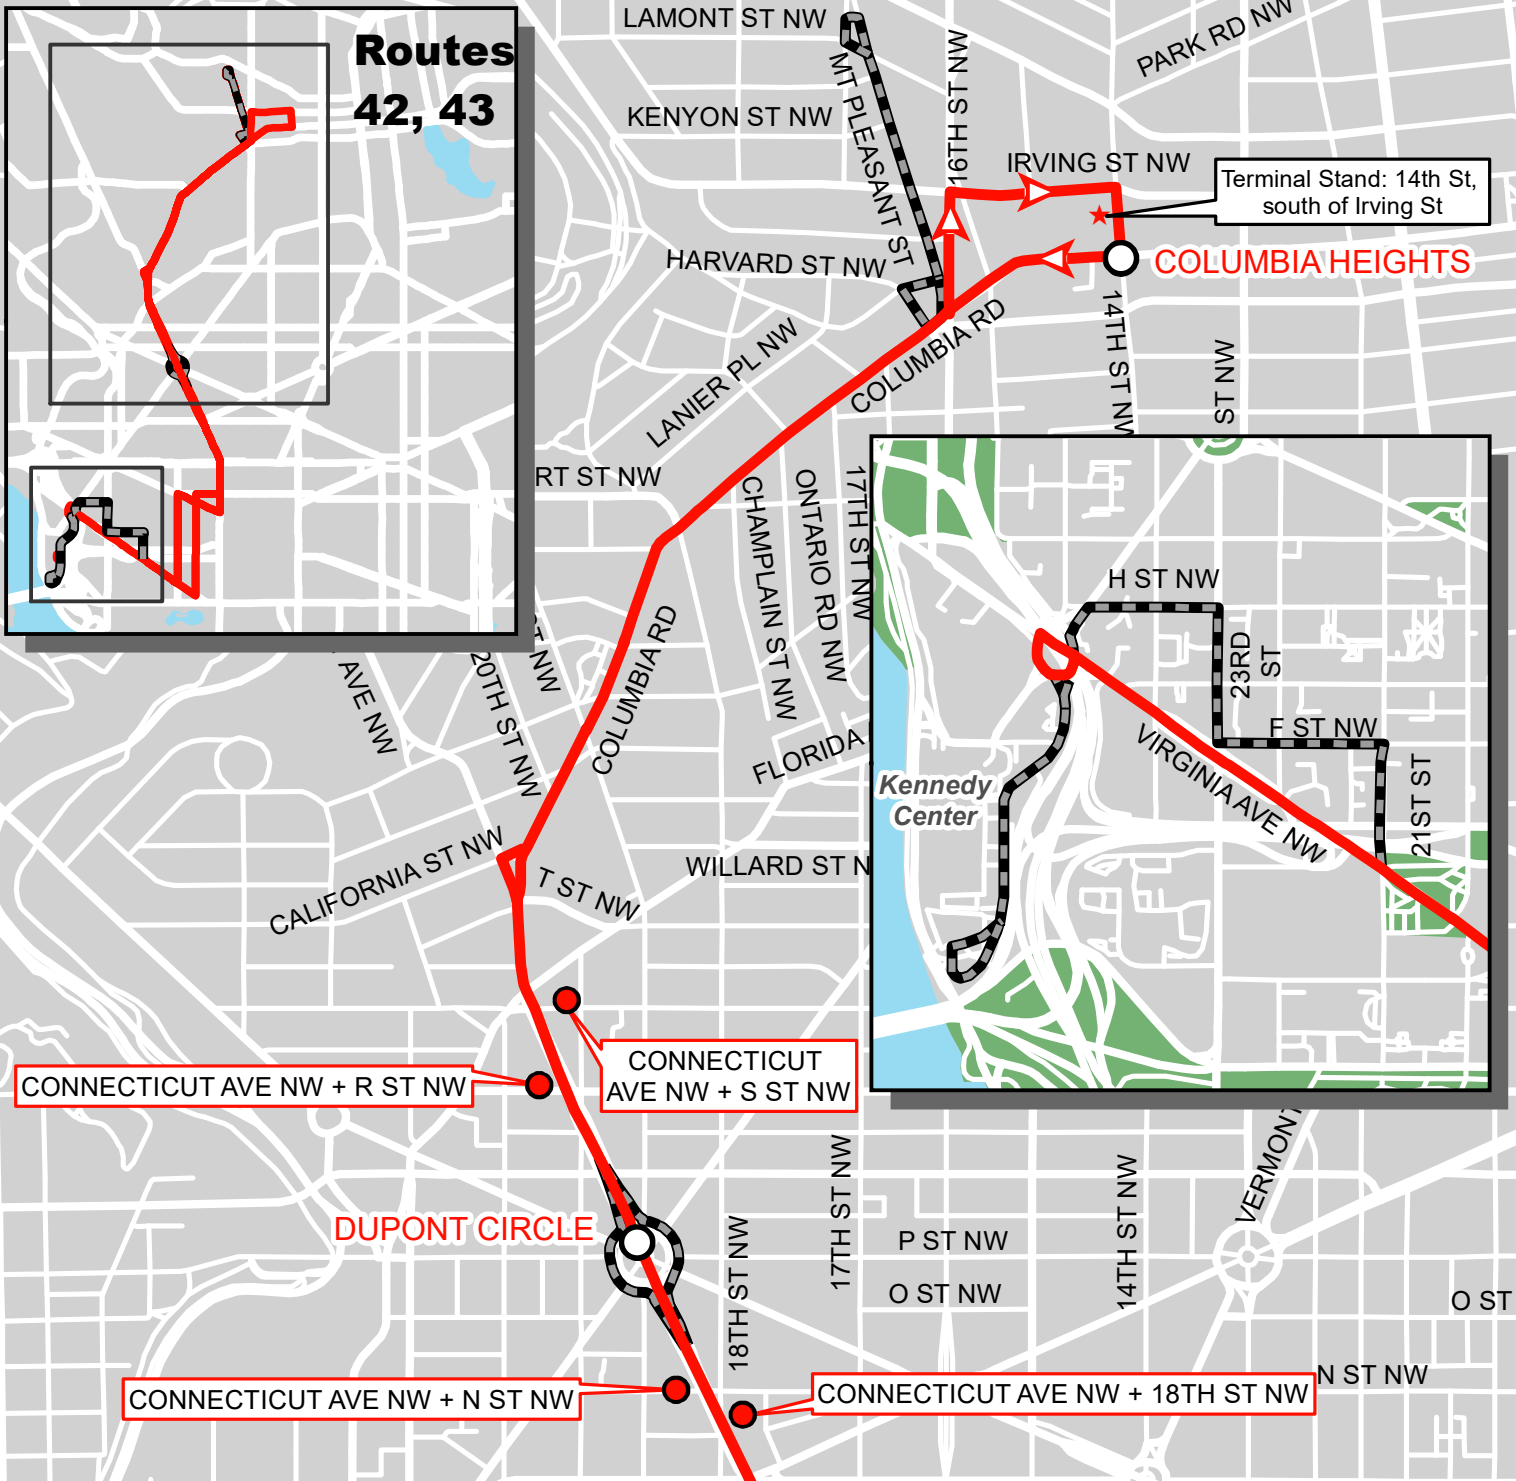 Routes
42, 43
LAMONT ST NW
PARK RD NW
MT PLEASANT ST
16TH ST NW
KENYON ST NW
IRVING ST NW
Terminal Stand: 14th St,
south of Irving St
HARVARD ST NW
COLUMBIA HEIGHTS
14TH ST NW
COLUMBIA RD
LANIER PL NW
ST NW
RT ST NW
CHAMPLAIN ST NW
ONTARIO RD NW
17TH ST NW
H ST NW
23RD
ST
F ST NW
VIRGINIA AVE NW
21ST ST
Kennedy
Center
COLUMBIA RD
AVE NW
20TH ST NW
ST NW
FLORIDA
CALIFORNIA ST NW
T ST NW
WILLARD ST N
CONNECTICUT
AVE NW + S ST NW
CONNECTICUT AVE NW + R ST NW
VERMONT
DUPONT CIRCLE
18TH ST NW
17TH ST NW
P ST NW
O ST NW
14TH ST NW
O ST
N ST NW
CONNECTICUT AVE NW + N ST NW
CONNECTICUT AVE NW + 18TH ST NW